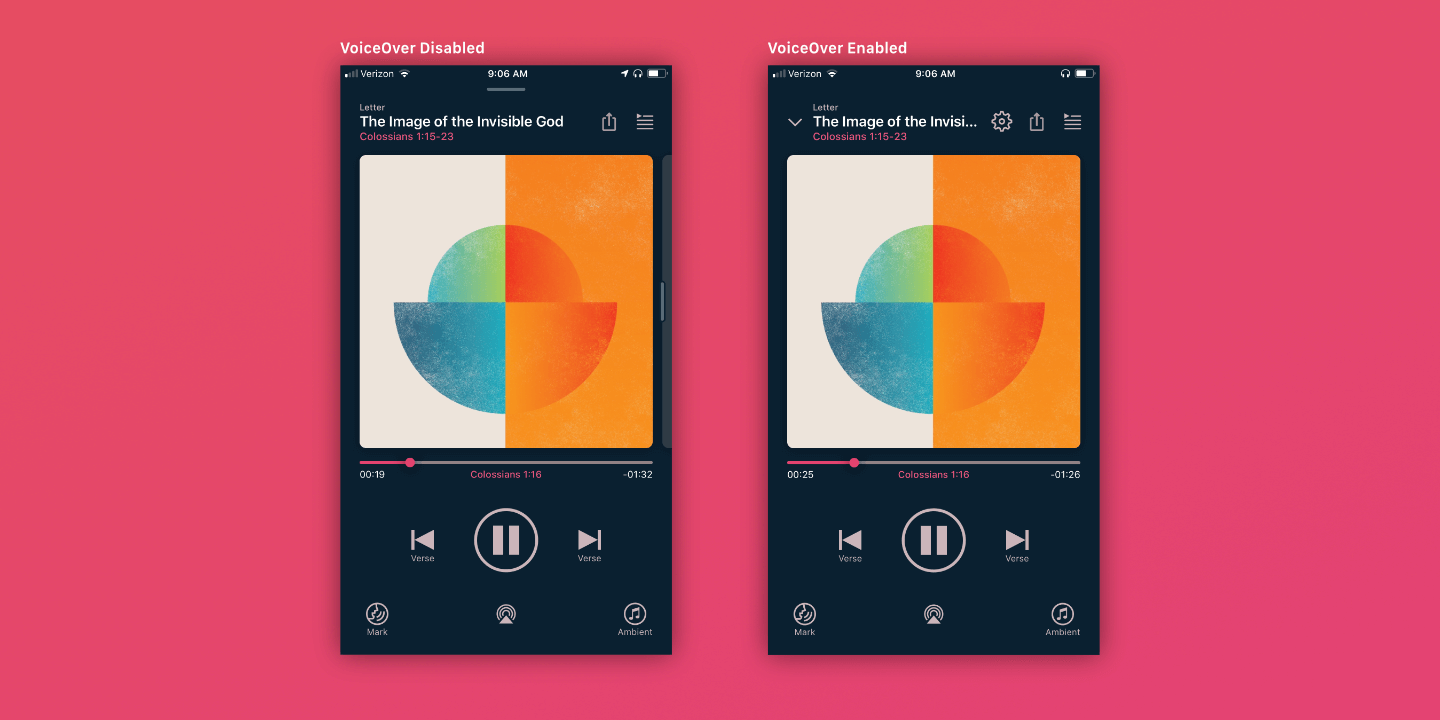 VoiceOver Disabled
Verizon 9:06 AM
Letter
The Image of the Invisible God
Colossians 1:15-23
00:19 Colossians 1:16 -01:32
Verse Verse
Mark Ambient
VoiceOver Enabled
Verizon 9:06 AM
Letter
The Image of the Invisi...
Colossians 1:15-23
00:25 Colossians 1:16 -01:26
Verse Verse
Mark Ambient